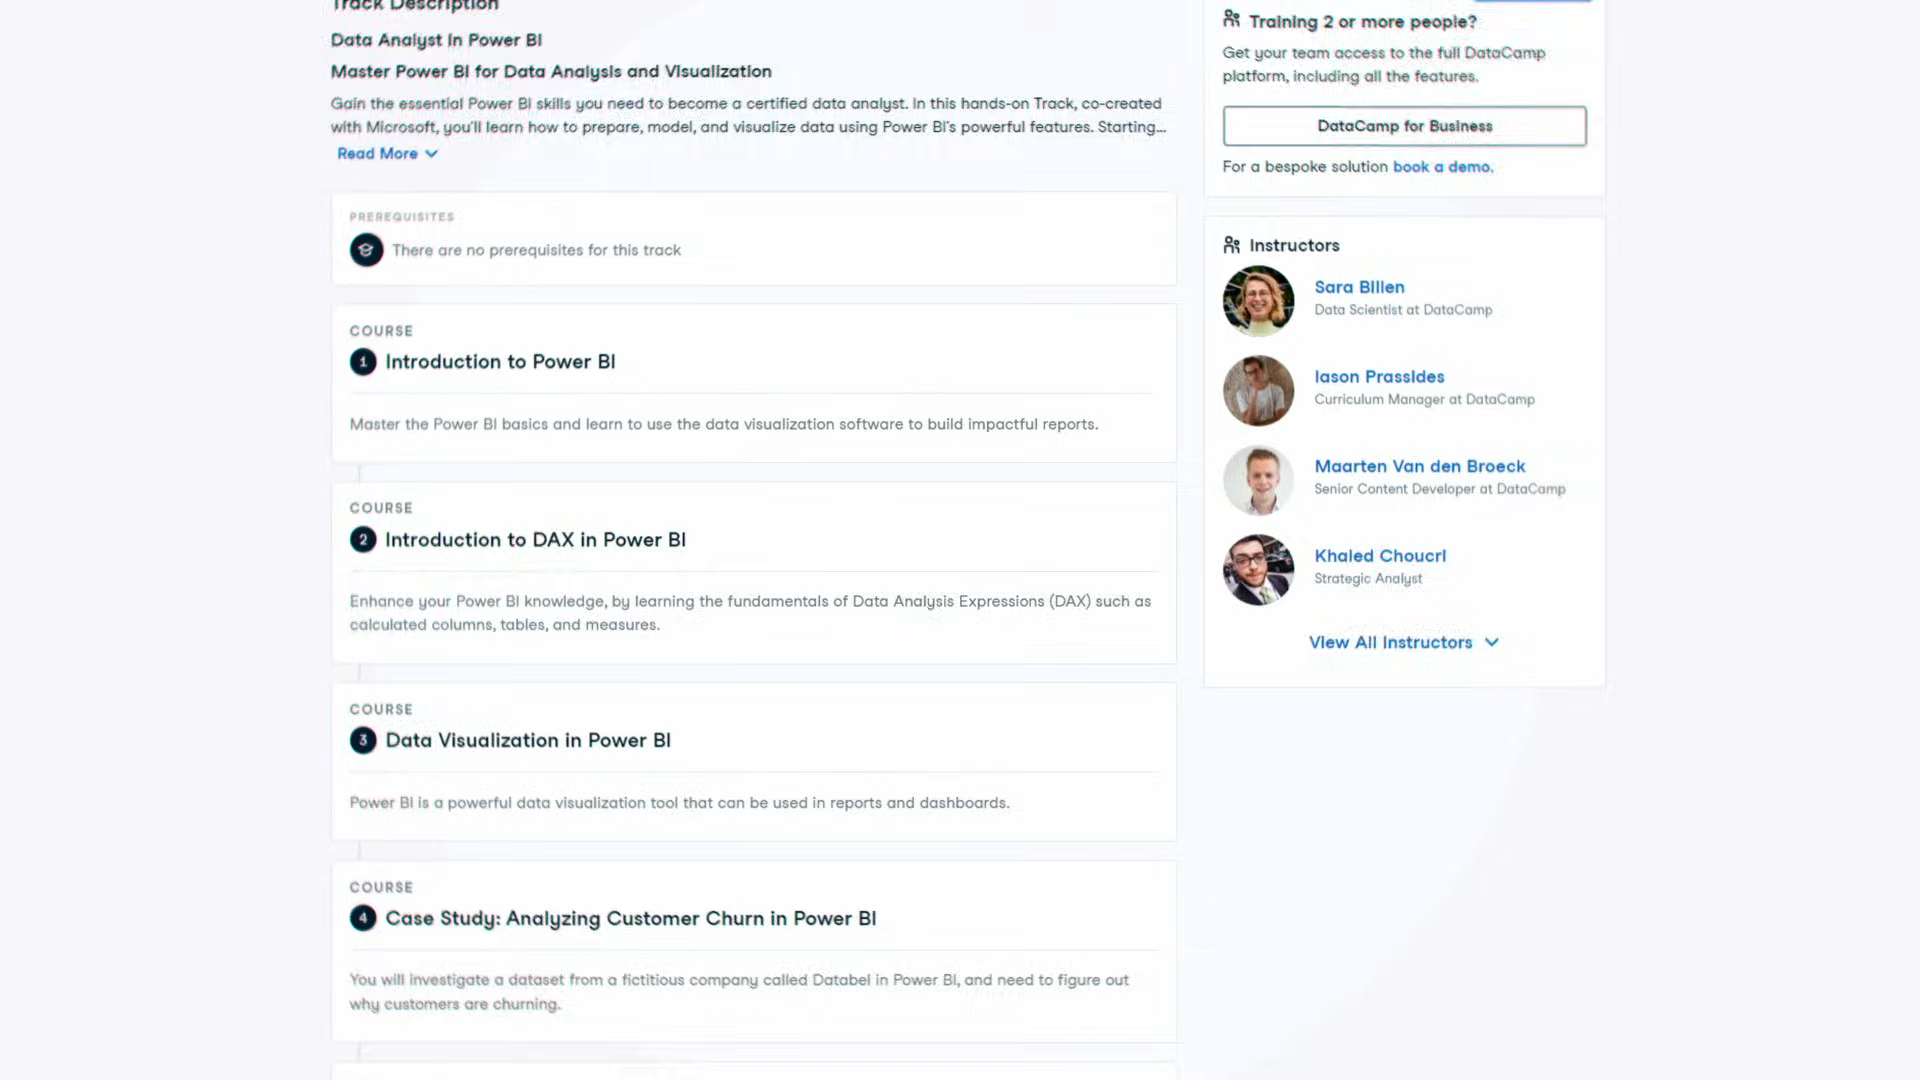 Track Description
Data Analyst in Power BI
Master Power BI for Data Analysis and Visualization
Gain the essential Power BI skills you need to become a certified data analyst. In this hands-on Track, co-created
with Microsoft, you'll learn how to prepare, model, and visualize data using Power BI's powerful features. Starting...
Read More
PREREQUISITES
There are no prerequisites for this track
COURSE
1 Introduction to Power BI
Master the Power BI basics and learn to use the data visualization software to build impactful reports.
COURSE
2 Introduction to DAX in Power BI
Enhance your Power BI knowledge, by learning the fundamentals of Data Analysis Expressions (DAX) such as
calculated columns, tables, and measures.
COURSE
3 Data Visualization in Power BI
Power BI is a powerful data visualization tool that can be used in reports and dashboards.
COURSE
4 Case Study: Analyzing Customer Churn in Power BI
You will investigate a dataset from a fictitious company called Databel in Power BI, and need to figure out
why customers are churning.
Training 2 or more people?
Get your team access to the full DataCamp
platform, including all the features.
DataCamp for Business
For a bespoke solution book a demo.
Instructors
Sara Billen
Data Scientist at DataCamp
Iason Prassides
Curriculum Manager at DataCamp
Maarten Van den Broeck
Senior Content Developer at DataCamp
Khaled Choucri
Strategic Analyst
View All Instructors